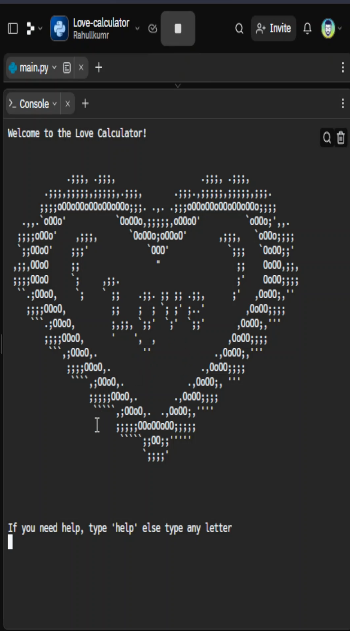 Love-calculator
Rahullkumr
Invite
main.py
Console
Welcome to the Love Calculator!
If you need help, type 'help' else type any letter